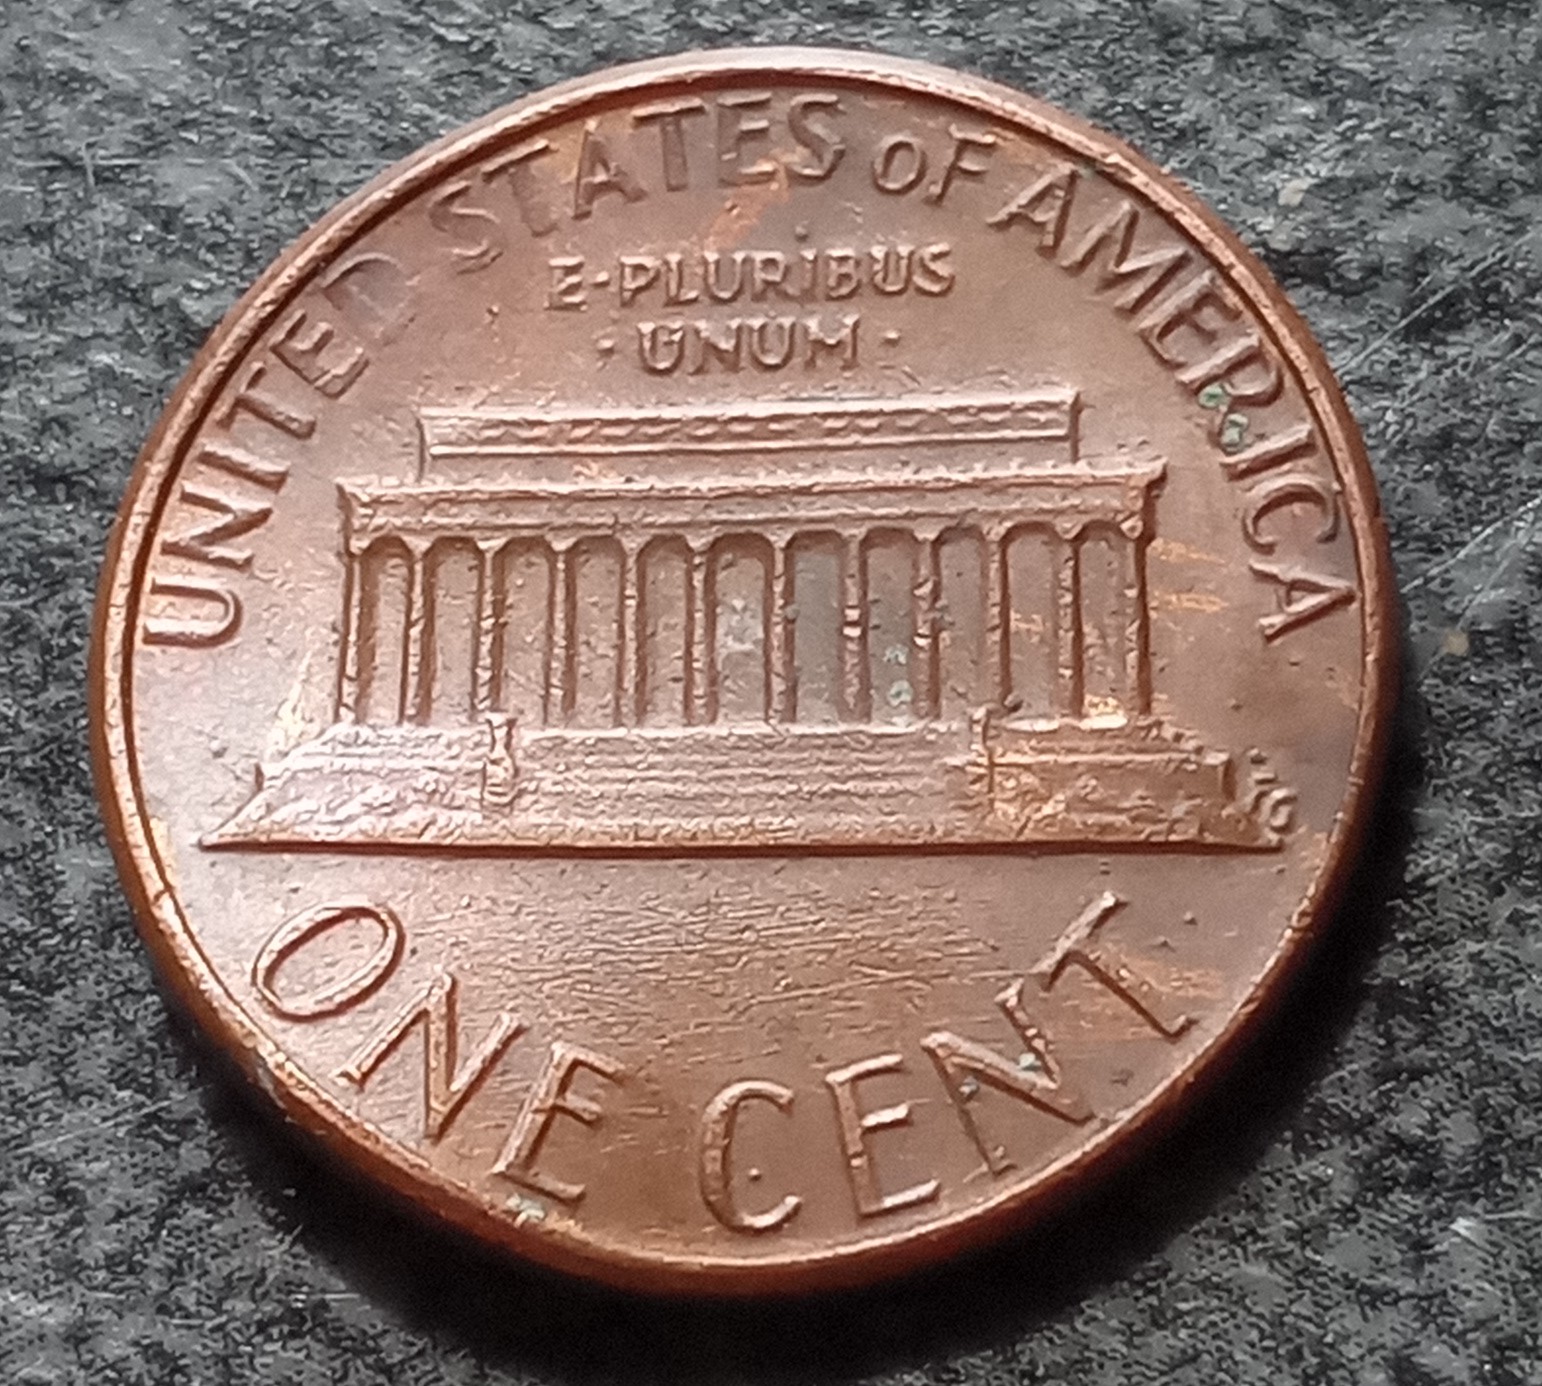 UNITED STATES OF AMERICA
E·PLURIBUS
·UNUM·
ONE CENT